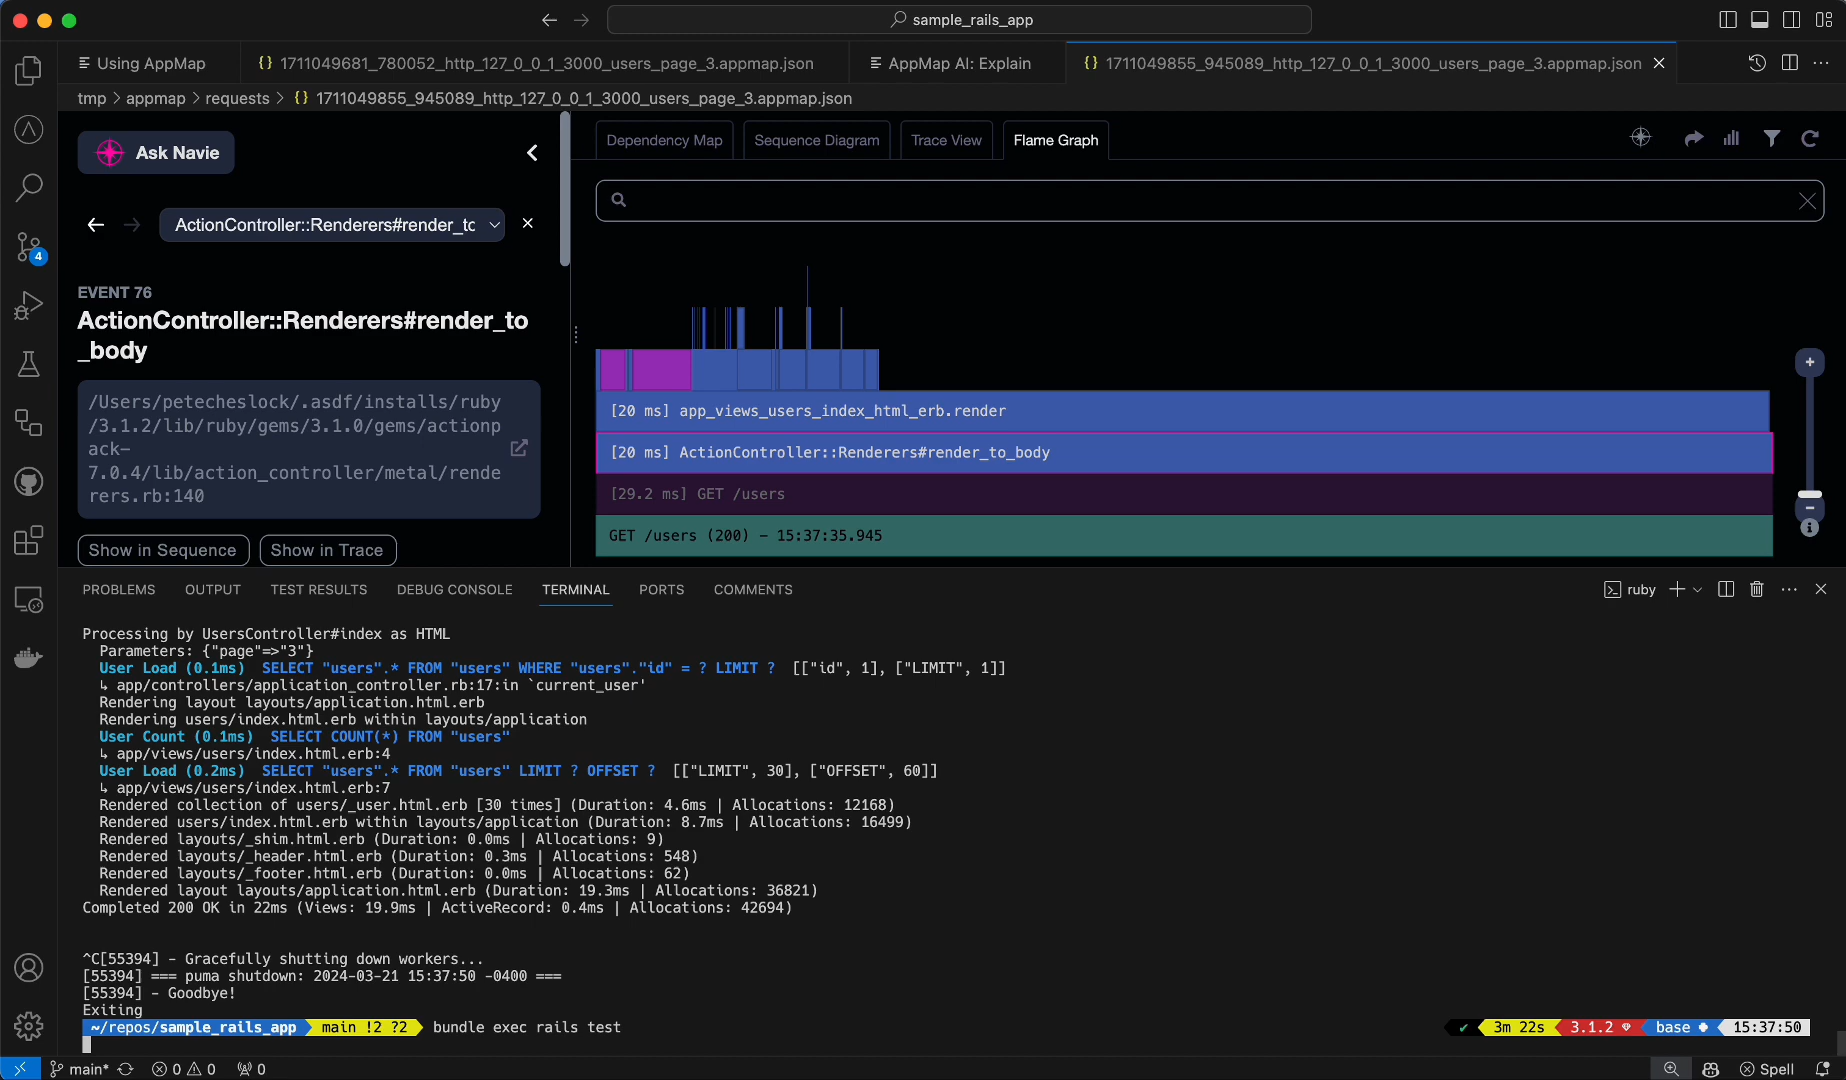 sample_rails_app
Using AppMap
{} 1711049681_780052_http_127_0_0_1_3000_users_page_3.appmap.json
AppMap AI: Explain
{} 1711049855_945089_http_127_0_0_1_3000_users_page_3.appmap.json
tmp > appmap > requests > {} 1711049855_945089_http_127_0_0_1_3000_users_page_3.appmap.json
Ask Navie
ActionController::Renderers#render_to
EVENT 76
ActionController::Renderers#render_to
_body
/Users/petecheslock/.asdf/installs/ruby
/3.1.2/lib/ruby/gems/3.1.0/gems/actionp
ack-
7.0.4/lib/action_controller/metal/rende
rers.rb:140
Show in Sequence
Show in Trace
Dependency Map
Sequence Diagram
Trace View
Flame Graph
[20 ms] app_views_users_index_html_erb.render
[20 ms] ActionController::Renderers#render_to_body
[29.2 ms] GET /users
GET /users (200) - 15:37:35.945
4
PROBLEMS
OUTPUT
TEST RESULTS
DEBUG CONSOLE
TERMINAL
PORTS
COMMENTS
ruby
Processing by UsersController#index as HTML
Parameters: {"page"=>"3"}
User Load (0.1ms)  SELECT "users".* FROM "users" WHERE "users"."id" = ? LIMIT ?  [["id", 1], ["LIMIT", 1]]
↳ app/controllers/application_controller.rb:17:in `current_user'
Rendering layout layouts/application.html.erb
Rendering users/index.html.erb within layouts/application
User Count (0.1ms)  SELECT COUNT(*) FROM "users"
↳ app/views/users/index.html.erb:4
User Load (0.2ms)  SELECT "users".* FROM "users" LIMIT ? OFFSET ?  [["LIMIT", 30], ["OFFSET", 60]]
↳ app/views/users/index.html.erb:7
Rendered collection of users/_user.html.erb [30 times] (Duration: 4.6ms | Allocations: 12168)
Rendered users/index.html.erb within layouts/application (Duration: 8.7ms | Allocations: 16499)
Rendered layouts/_shim.html.erb (Duration: 0.0ms | Allocations: 9)
Rendered layouts/_header.html.erb (Duration: 0.3ms | Allocations: 548)
Rendered layouts/_footer.html.erb (Duration: 0.0ms | Allocations: 62)
Rendered layout layouts/application.html.erb (Duration: 19.3ms | Allocations: 36821)
Completed 200 OK in 22ms (Views: 19.9ms | ActiveRecord: 0.4ms | Allocations: 42694)
^C[55394] - Gracefully shutting down workers...
[55394] === puma shutdown: 2024-03-21 15:37:50 -0400 ===
[55394] - Goodbye!
Exiting
~/repos/sample_rails_app  main !2 ?2  bundle exec rails test  ✔  3m 22s  3.1.2  base  15:37:50
main*  0  0  0  Spell